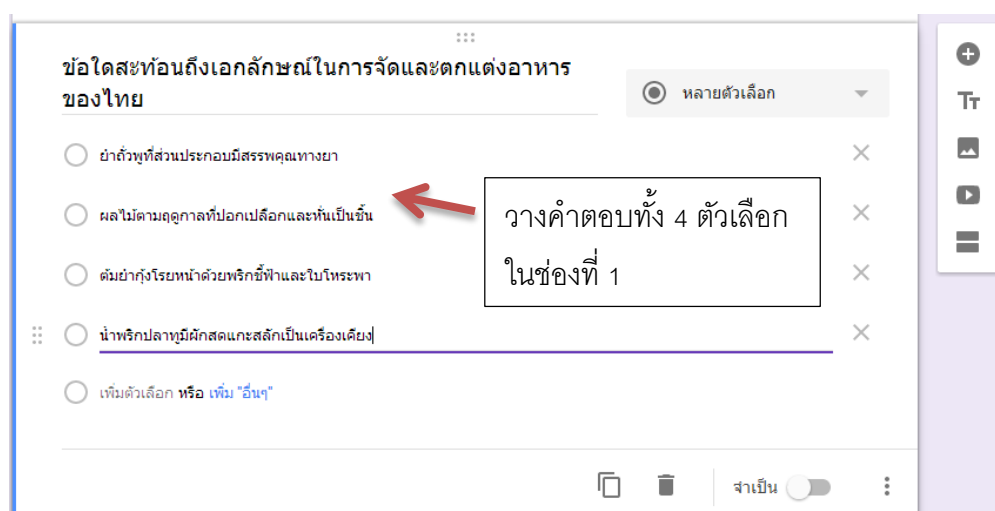 ข้อใดสะท้อนถึงเอกลักษณ์ในการจัดและตกแต่งอาหาร
ของไทย
หลายตัวเลือก
ยำถั่วพูที่ส่วนประกอบมีสรรพคุณทางยา
ผลไม้ตามฤดูกาลที่ปอกเปลือกและหั่นเป็นชิ้น
ต้มยำกุ้งโรยหน้าด้วยพริกชี้ฟ้าและใบโหระพา
น้ำพริกปลาทูมีผักสดแกะสลักเป็นเครื่องเคียง
วางคำตอบทั้ง 4 ตัวเลือก
ในช่องที่ 1
เพิ่มตัวเลือก หรือ เพิ่ม "อื่นๆ"
จำเป็น
Tт